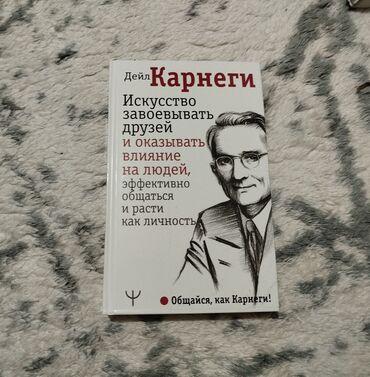 Дейл Карнеги
Искусство
завоевывать
друзей
и оказывать
влияние
на людей,
эффективно
общаться
и расти
как личность
Общайся, как Карнеги!